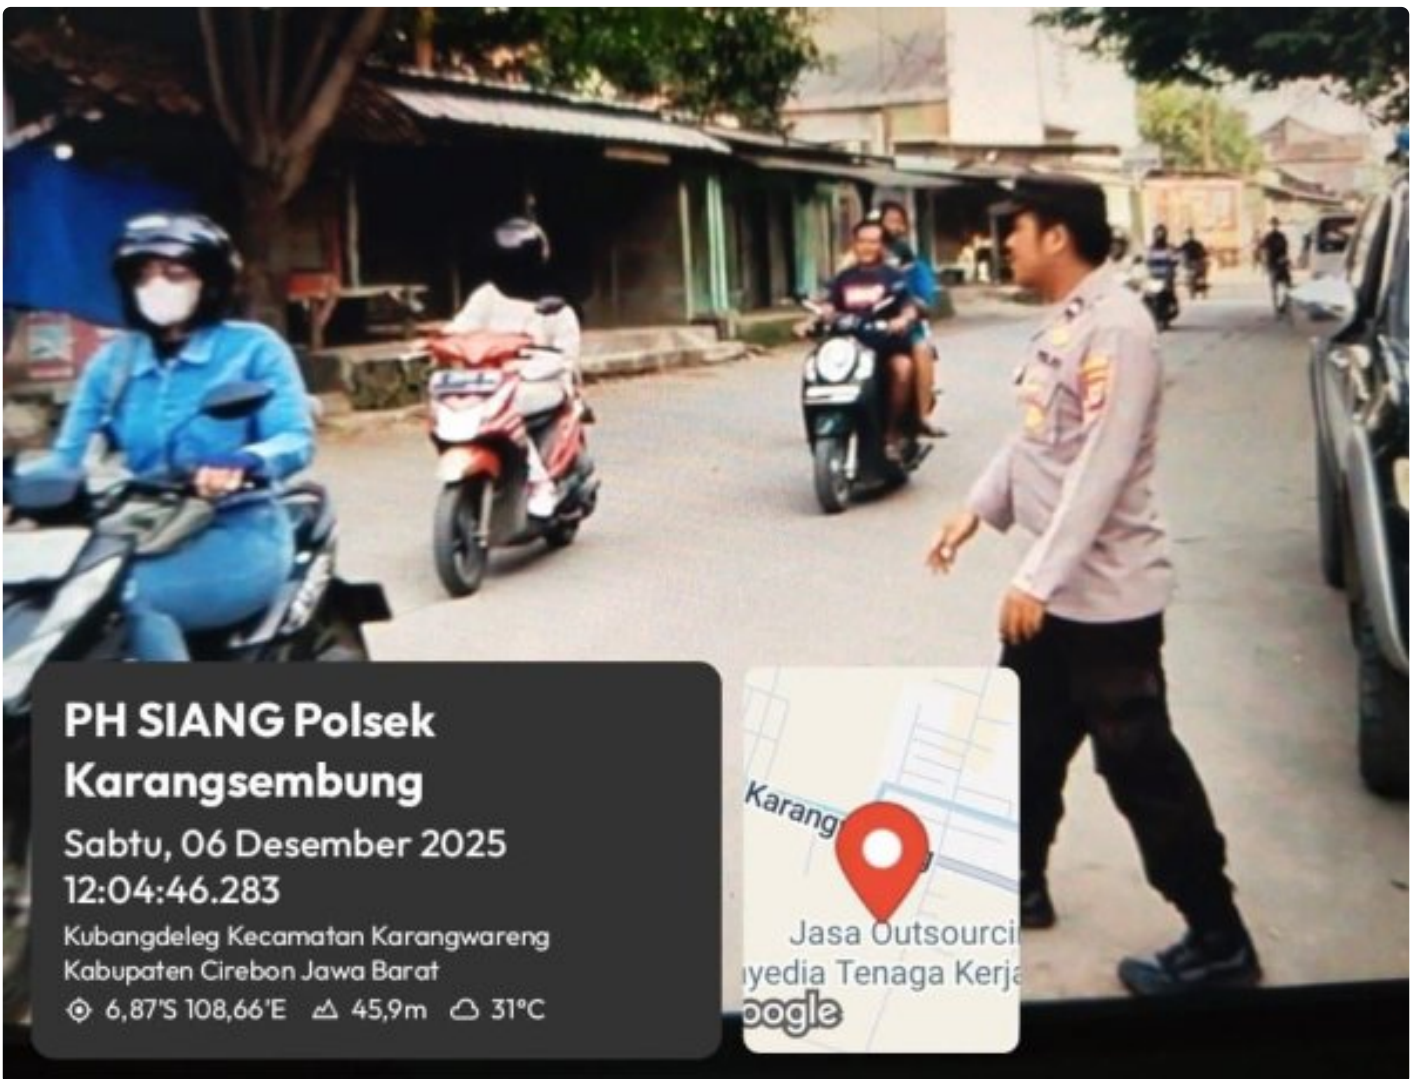 PH SIANG Polsek
Karangsembung
Sabtu, 06 Desember 2025
12:04:46.283
Kubangdeleg Kecamatan Karangwareng
Kabupaten Cirebon Jawa Barat
6,87'S 108,66'E 45,9m 31°C
Karang
g
Jasa Outsourci
yedia Tenaga Kerja
oogle